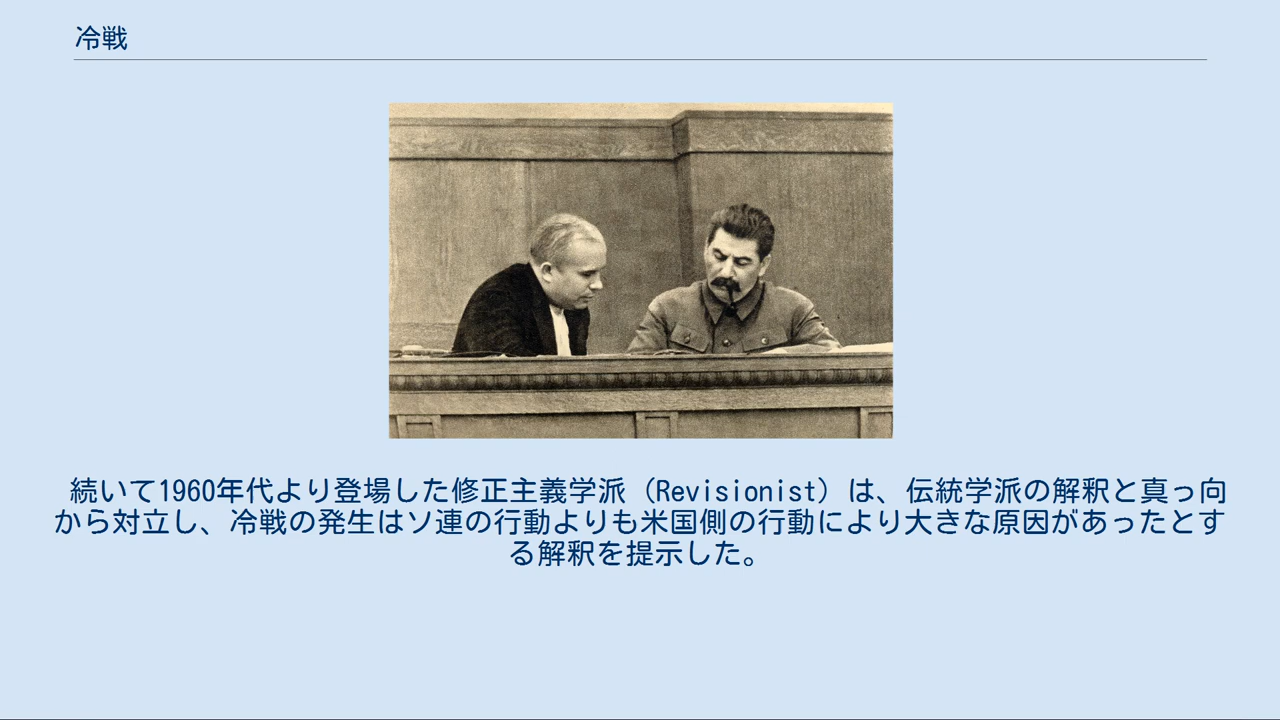 冷戦
続いて1960年代より登場した修正主義学派（Revisionist）は、伝統学派の解釈と真っ向
から対立し、冷戦の発生はソ連の行動よりも米国側の行動により大きな原因があったとす
る解釈を提示した。